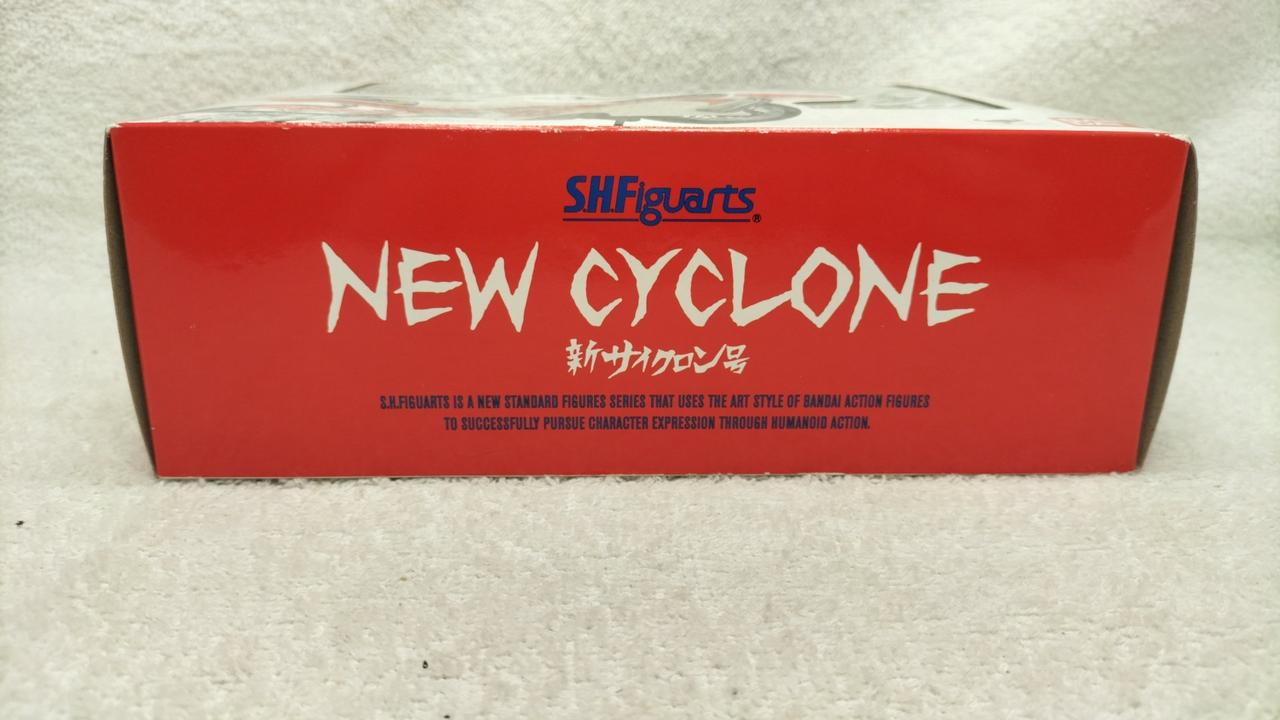 S.H.Figuarts®
NEW CYCLONE
新サイクロン号
S.H.FIGUARTS IS A NEW STANDARD FIGURES SERIES THAT USES THE ART STYLE OF BANDAI ACTION FIGURES
TO SUCCESSFULLY PURSUE CHARACTER EXPRESSION THROUGH HUMANOID ACTION.